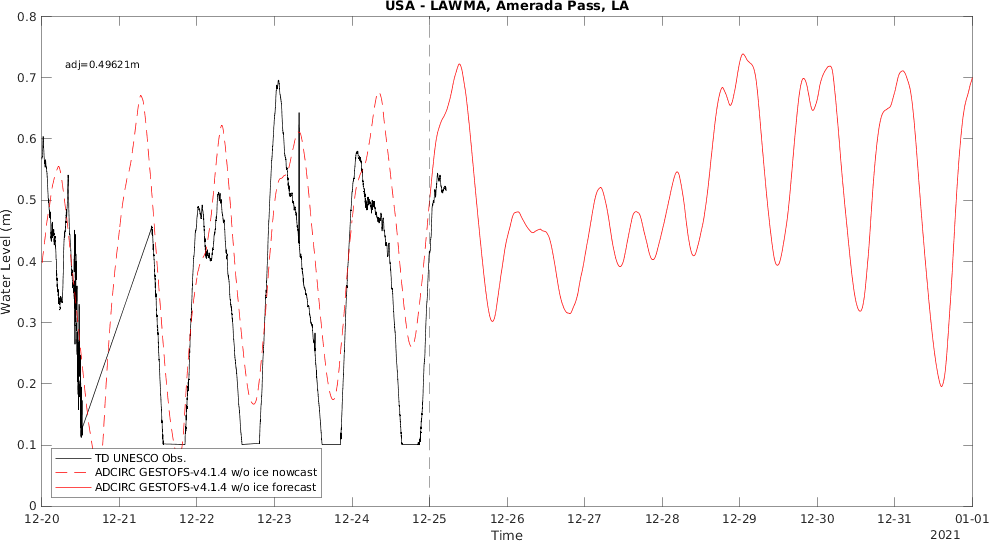 USA - LAWMA, Amerada Pass, LA
0.8
adj=0.49621m
0.7
0.6
0.5
0.4
0.3
0.2
0.1
0
Water Level (m)
TD UNESCO Obs.
ADCIRC GESTOFS-v4.1.4 w/o ice nowcast
ADCIRC GESTOFS-v4.1.4 w/o ice forecast
12-20 12-21 12-22 12-23 12-24 12-25 12-26 12-27 12-28 12-29 12-30 12-31 01-01
Time
2021